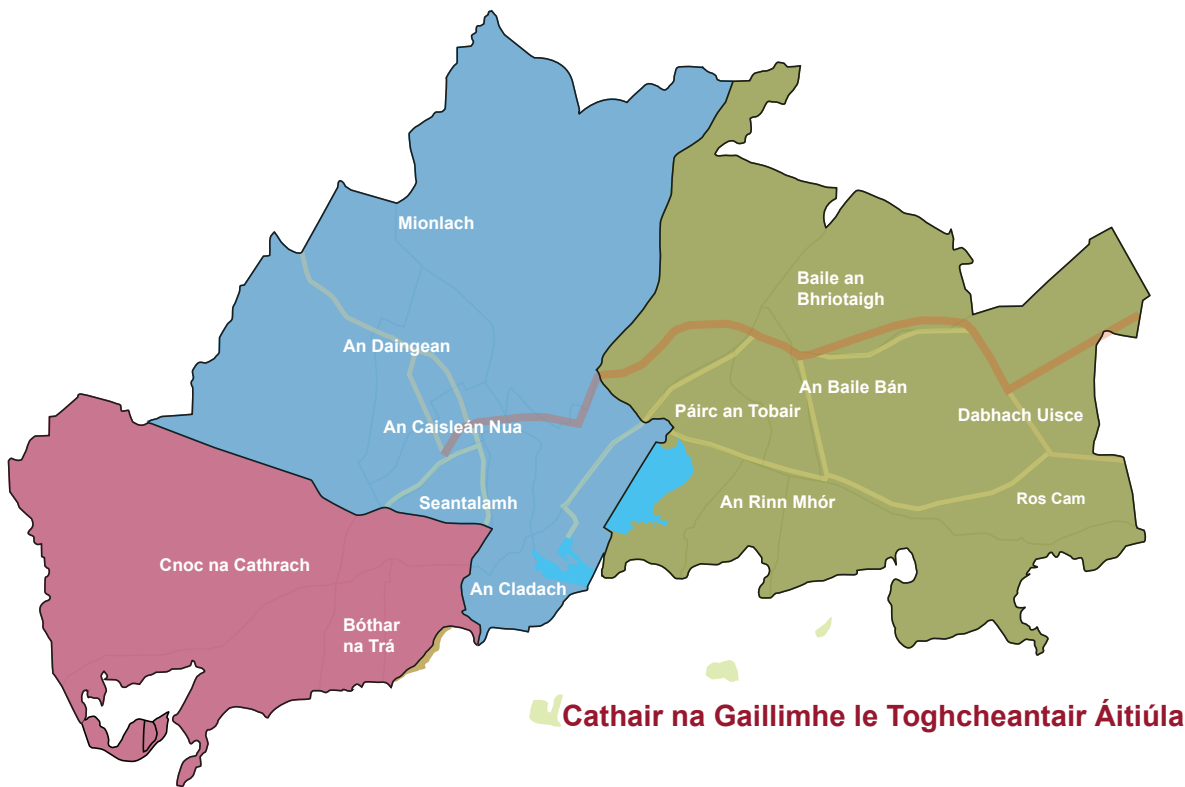 Mionlach
Baile an
Bhriotaigh
An Daingean
An Baile Bán
Páirc an Tobair
Dabhach Uisce
An Caisleán Nua
Seantalamh
An Rinn Mhór
Ros Cam
Cnoc na Cathrach
An Cladach
Bóthar
na Trá
Cathair na Gaillimhe le Toghcheantair Áitiúla